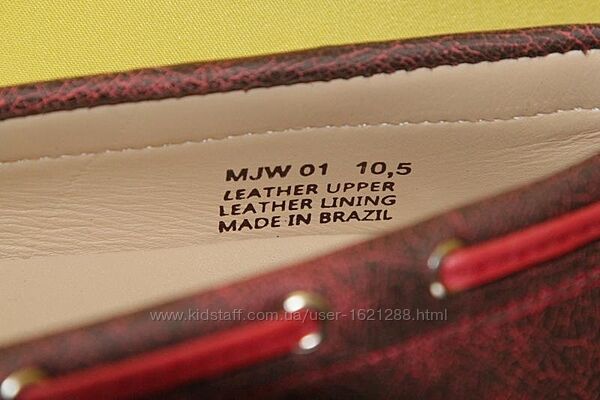 MJW 01 10,5
LEATHER UPPER
LEATHER LINING
MADE IN BRAZIL
www.kidstaff.com.ua/user-1621288.html